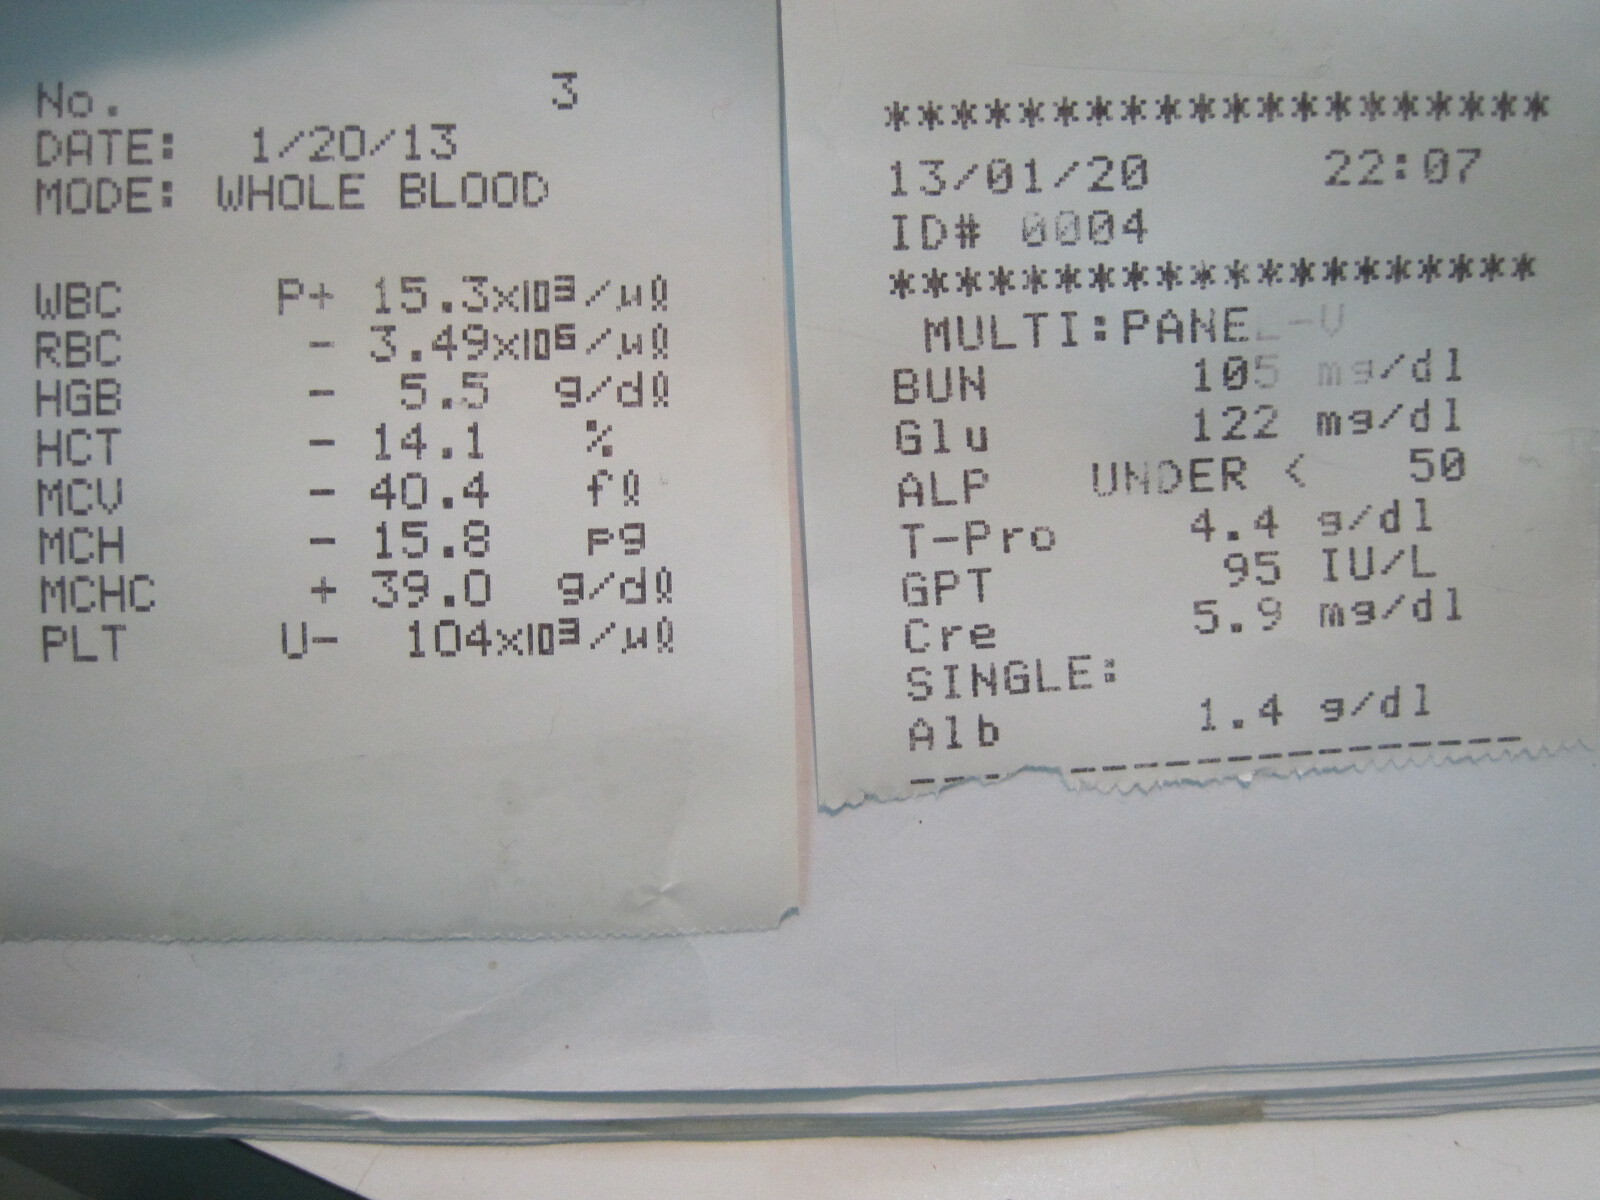 No. 3
DATE: 1/20/13
MODE: WHOLE BLOOD
WBC P+ 15.3x10³/µl
RBC - 3.49x10⁶/µl
HGB - 5.5 g/dl
HCT - 14.1 %
MCV - 40.4 fl
MCH - 15.8 pg
MCHC + 39.0 g/dl
PLT U- 104x10³/µl
********************
13/01/20 22:07
ID# 0004
********************
MULTI:PANEL-V
BUN 105 mg/dl
Glu 122 mg/dl
ALP UNDER < 50
T-Pro 4.4 g/dl
GPT 95 IU/L
Cre 5.9 mg/dl
SINGLE:
Alb 1.4 g/dl